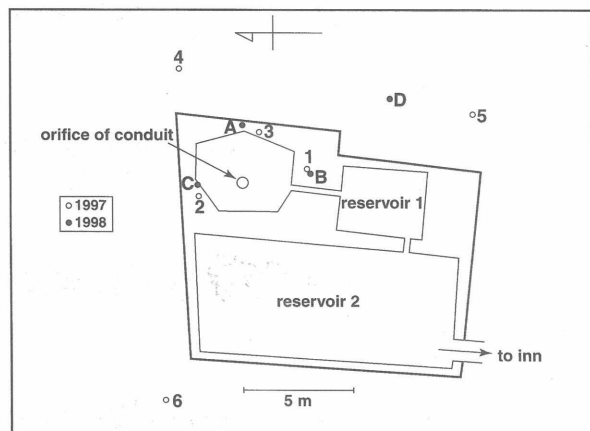 4
A
3
D
5
orifice of conduit
1
B
C
2
1997
1998
reservoir 1
reservoir 2
to inn
5 m
6